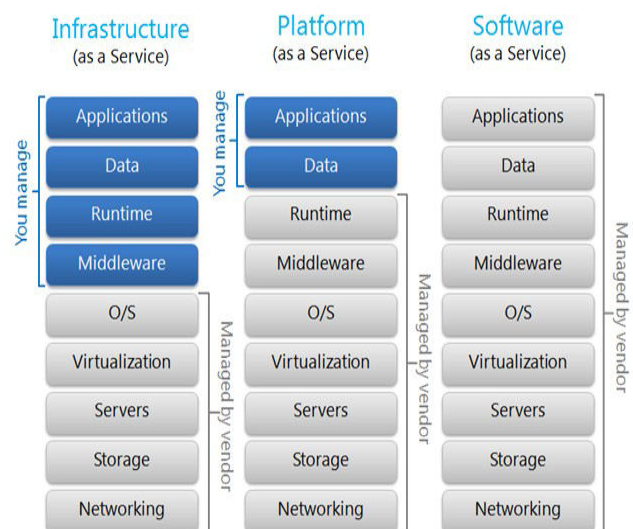 Infrastructure
(as a Service)
Applications
Data
Runtime
Middleware
O/S
Virtualization
Servers
Storage
Networking
You manage
Managed by vendor
Platform
(as a Service)
Applications
Data
Runtime
Middleware
O/S
Virtualization
Servers
Storage
Networking
You manage
Managed by vendor
Software
(as a Service)
Applications
Data
Runtime
Middleware
O/S
Virtualization
Servers
Storage
Networking
Managed by vendor